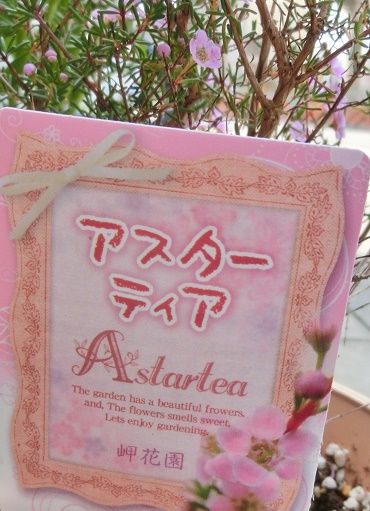 アスター
ティア
Astartea
The garden has a beautiful frowers.
and, The flowers smells sweet.
Lets enjoy gardening.
岬花園